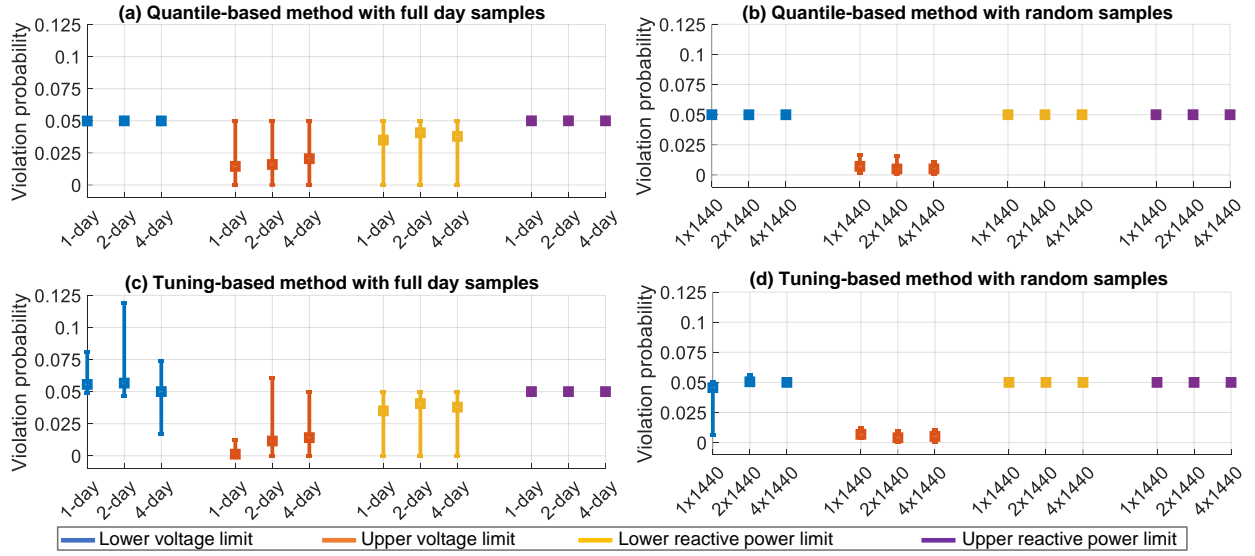 (a) Quantile-based method with full day samples
Violation probability
0.125
0.1
0.075
0.05
0.025
0
1-day
2-day
4-day
1-day
2-day
4-day
1-day
2-day
4-day
1-day
2-day
4-day
(b) Quantile-based method with random samples
Violation probability
0.125
0.1
0.075
0.05
0.025
0
1x1440
2x1440
4x1440
1x1440
2x1440
4x1440
1x1440
2x1440
4x1440
1x1440
2x1440
4x1440
(c) Tuning-based method with full day samples
Violation probability
0.125
0.1
0.075
0.05
0.025
0
1-day
2-day
4-day
1-day
2-day
4-day
1-day
2-day
4-day
1-day
2-day
4-day
(d) Tuning-based method with random samples
Violation probability
0.125
0.1
0.075
0.05
0.025
0
1x1440
2x1440
4x1440
1x1440
2x1440
4x1440
1x1440
2x1440
4x1440
1x1440
2x1440
4x1440
Lower voltage limit
Upper voltage limit
Lower reactive power limit
Upper reactive power limit